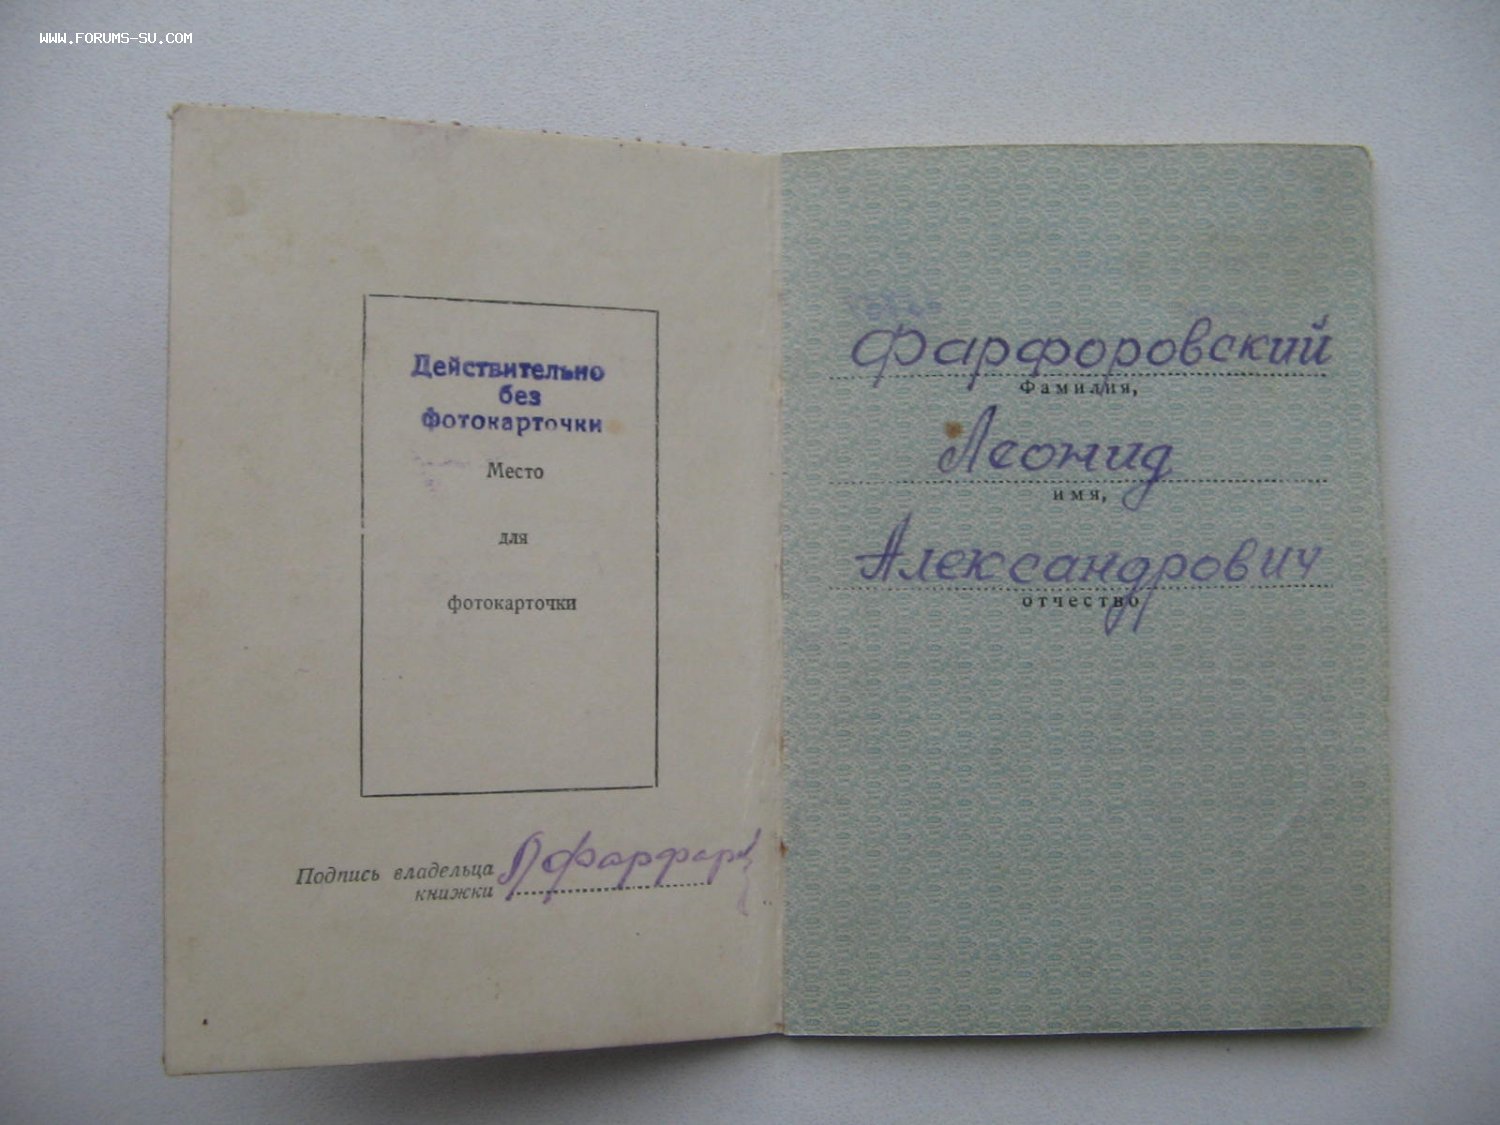 WWW.FORUMS-SU.COM
Действительно
без
фотокарточки
Место
для
фотокарточки
Подпись владельца
книжки
Фарфоровский
Фамилия,
Леонид
имя,
Александрович
отчество